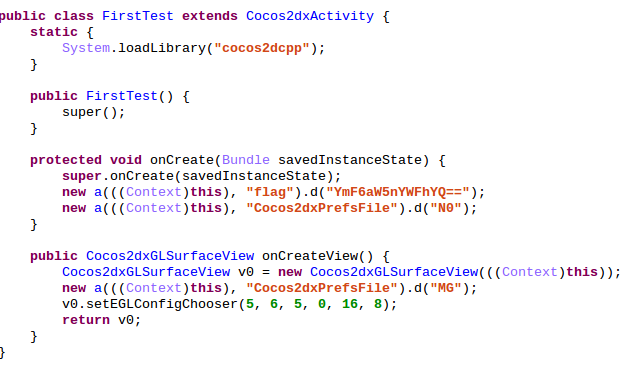 public class FirstTest extends Cocos2dxActivity {
static {
System.loadLibrary("cocos2dcpp");
}
public FirstTest() {
super();
}
protected void onCreate(Bundle savedInstanceState) {
super.onCreate(savedInstanceState);
new a(((Context)this), "flag").d("YmF6aW5nYWFhYQ==");
new a(((Context)this), "Cocos2dxPrefsFile").d("N0");
}
public Cocos2dxGLSurfaceView onCreateView() {
Cocos2dxGLSurfaceView v0 = new Cocos2dxGLSurfaceView(((Context)this));
new a(((Context)this), "Cocos2dxPrefsFile").d("MG");
v0.setEGLConfigChooser(5, 6, 5, 0, 16, 8);
return v0;
}
}